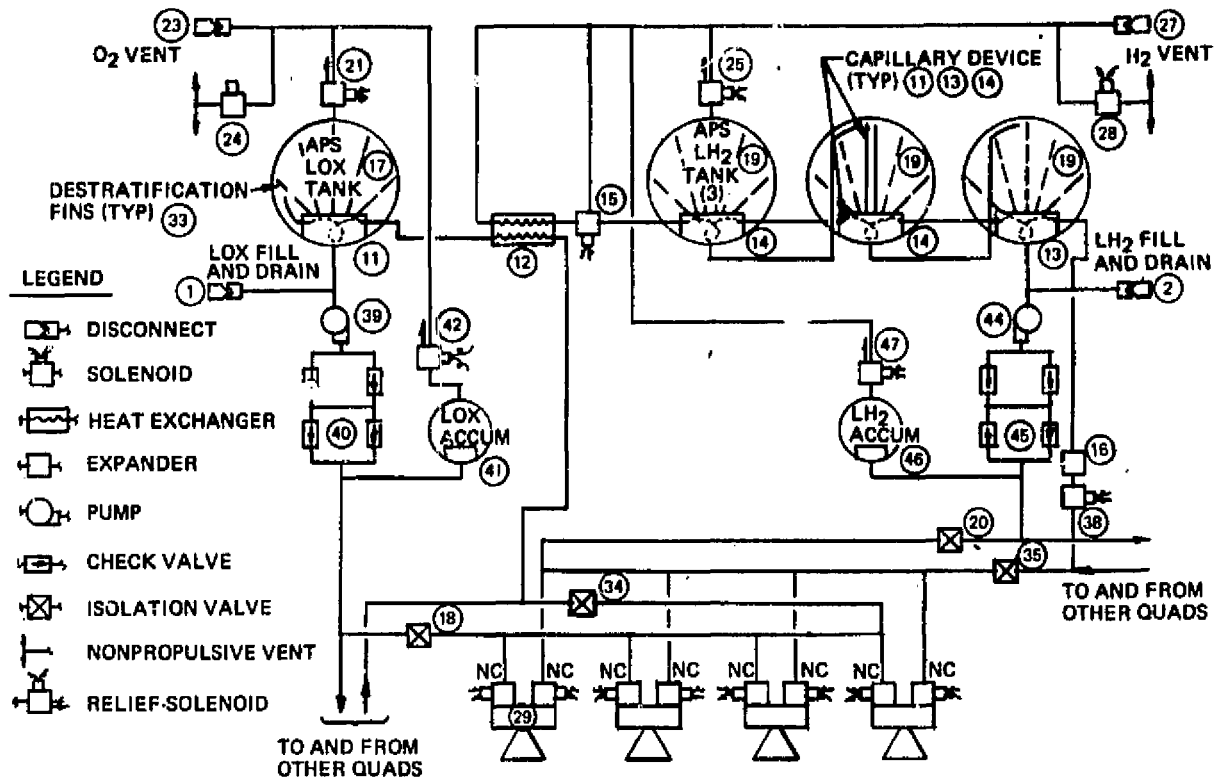 23
O2 VENT
21
24
25
CAPILLARY DEVICE
(TYP) 11 13 14
27
H2 VENT
28
APS
LOX
TANK
17
DESTRATIFICATION
FINS (TYP)
33
11
12
15
APS
LH2
TANK
(3)
19
14
19
14
19
13
LOX FILL
AND DRAIN
1
LH2 FILL
AND DRAIN
2
LEGEND
DISCONNECT
SOLENOID
HEAT EXCHANGER
EXPANDER
PUMP
CHECK VALVE
ISOLATION VALVE
NONPROPULSIVE VENT
RELIEF-SOLENOID
39
42
40
LOX
ACCUM
41
47
LH2
ACCUM
46
44
45
16
38
20
35
34
18
TO AND FROM
OTHER QUADS
NC NC NC NC NC NC NC NC
29
TO AND FROM
OTHER QUADS